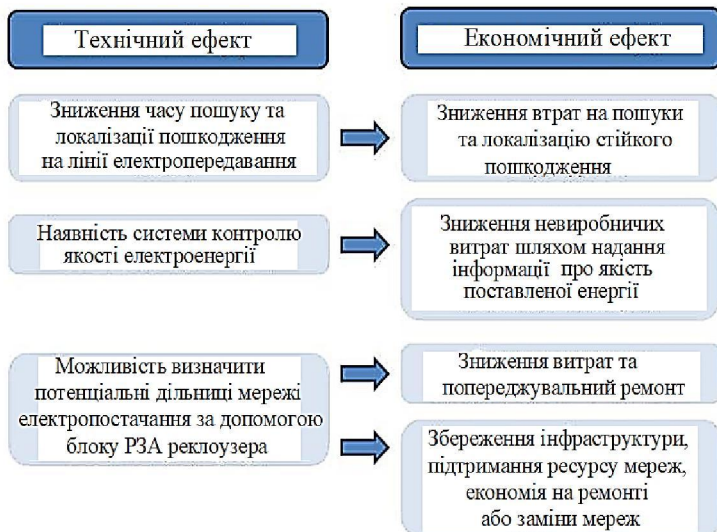 Технічний ефект
Економічний ефект
Зниження часу пошуку та
локалізації пошкодження
на лінії електропередавання
Зниження втрат на пошуки
та локалізацію стійкого
пошкодження
Наявність системи контролю
якості електроенергії
Зниження невиробничих
витрат шляхом надання
інформації про якість
поставленої енергії
Можливість визначити
потенціальні дільниці мережі
електропостачання за допомогою
блоку РЗА реклоузера
Зниження витрат та
попереджувальний ремонт
Збереження інфраструктури,
підтримання ресурсу мереж,
економія на ремонті
або заміни мереж